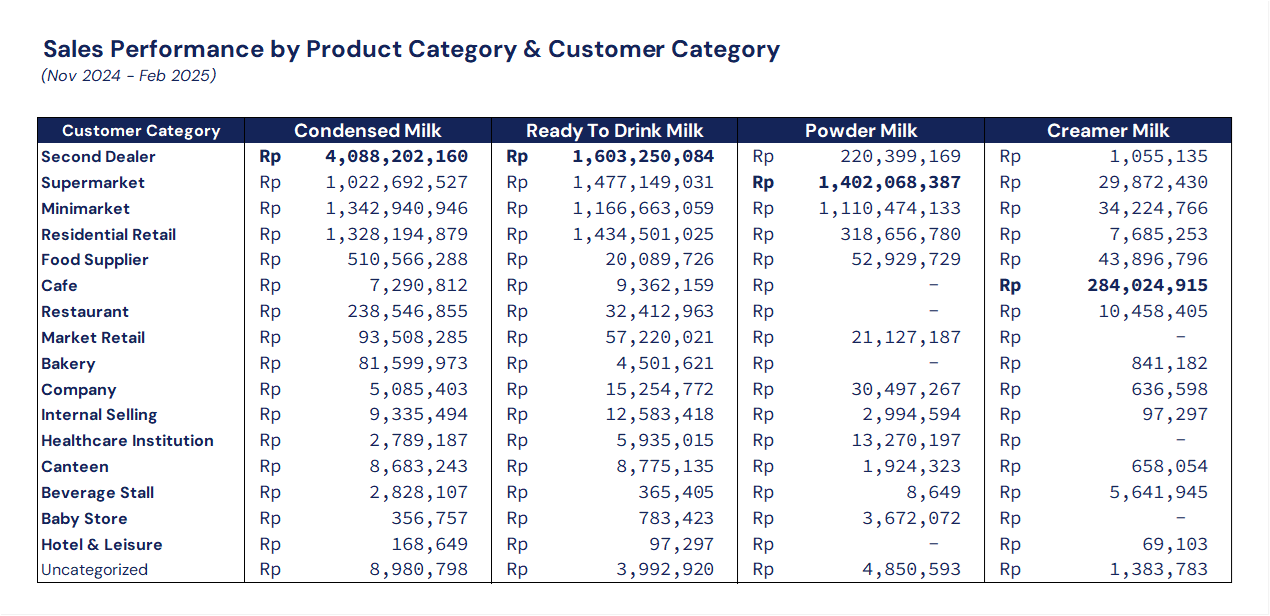 Sales Performance by Product Category & Customer Category
(Nov 2024 - Feb 2025)
Customer Category Condensed Milk Ready To Drink Milk Powder Milk Creamer Milk
Second Dealer Rp 4,088,202,160 Rp 1,603,250,084 Rp 220,399,169 Rp 1,055,135
Supermarket Rp 1,022,692,527 Rp 1,477,149,031 Rp 1,402,068,387 Rp 29,872,430
Minimarket Rp 1,342,940,946 Rp 1,166,663,059 Rp 1,110,474,133 Rp 34,224,766
Residential Retail Rp 1,328,194,879 Rp 1,434,501,025 Rp 318,656,780 Rp 7,685,253
Food Supplier Rp 510,566,288 Rp 20,089,726 Rp 52,929,729 Rp 43,896,796
Cafe Rp 7,290,812 Rp 9,362,159 Rp - Rp 284,024,915
Restaurant Rp 238,546,855 Rp 32,412,963 Rp - Rp 10,458,405
Market Retail Rp 93,508,285 Rp 57,220,021 Rp 21,127,187 Rp -
Bakery Rp 81,599,973 Rp 4,501,621 Rp - Rp 841,182
Company Rp 5,085,403 Rp 15,254,772 Rp 30,497,267 Rp 636,598
Internal Selling Rp 9,335,494 Rp 12,583,418 Rp 2,994,594 Rp 97,297
Healthcare Institution Rp 2,789,187 Rp 5,935,015 Rp 13,270,197 Rp -
Canteen Rp 8,683,243 Rp 8,775,135 Rp 1,924,323 Rp 658,054
Beverage Stall Rp 2,828,107 Rp 365,405 Rp 8,649 Rp 5,641,945
Baby Store Rp 356,757 Rp 783,423 Rp 3,672,072 Rp -
Hotel & Leisure Rp 168,649 Rp 97,297 Rp - Rp 69,103
Uncategorized Rp 8,980,798 Rp 3,992,920 Rp 4,850,593 Rp 1,383,783